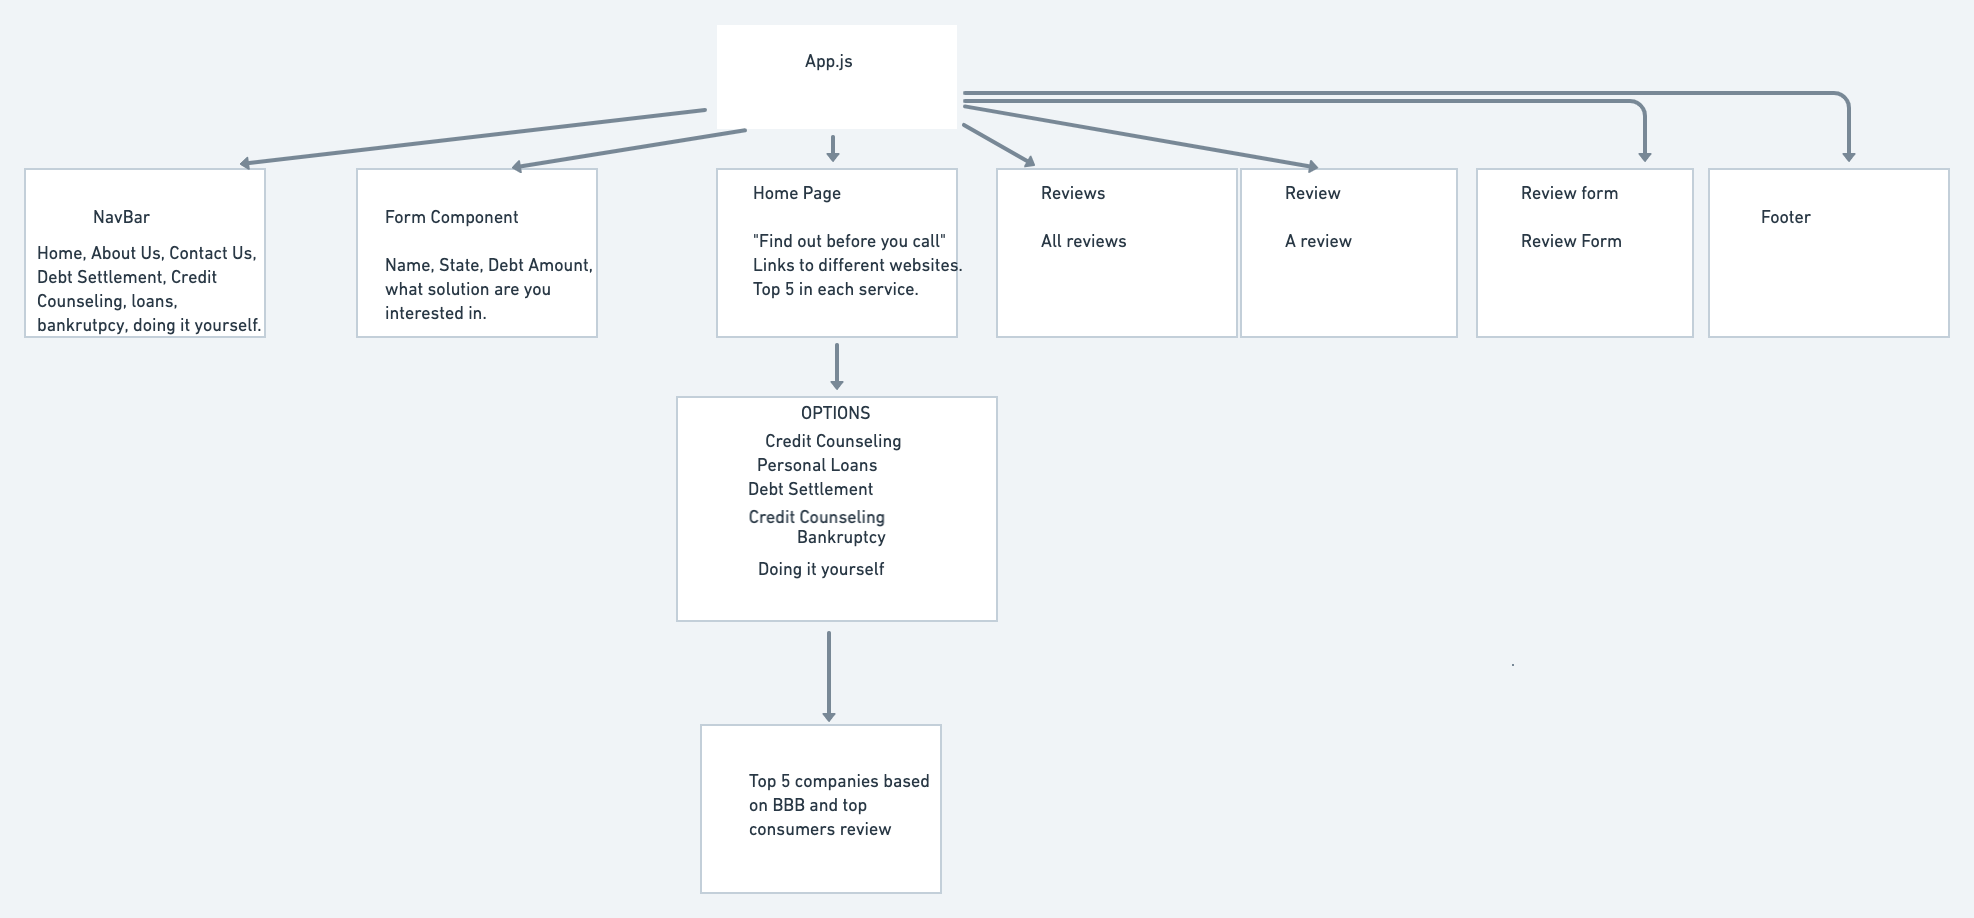 App.js
NavBar
Home, About Us, Contact Us,
Debt Settlement, Credit
Counseling, loans,
bankrutpcy, doing it yourself.
Form Component
Name, State, Debt Amount,
what solution are you
interested in.
Home Page
"Find out before you call"
Links to different websites.
Top 5 in each service.
Reviews
All reviews
Review
A review
Review form
Review Form
Footer
OPTIONS
Credit Counseling
Personal Loans
Debt Settlement
Credit Counseling
Bankruptcy
Doing it yourself
.
Top 5 companies based
on BBB and top
consumers review